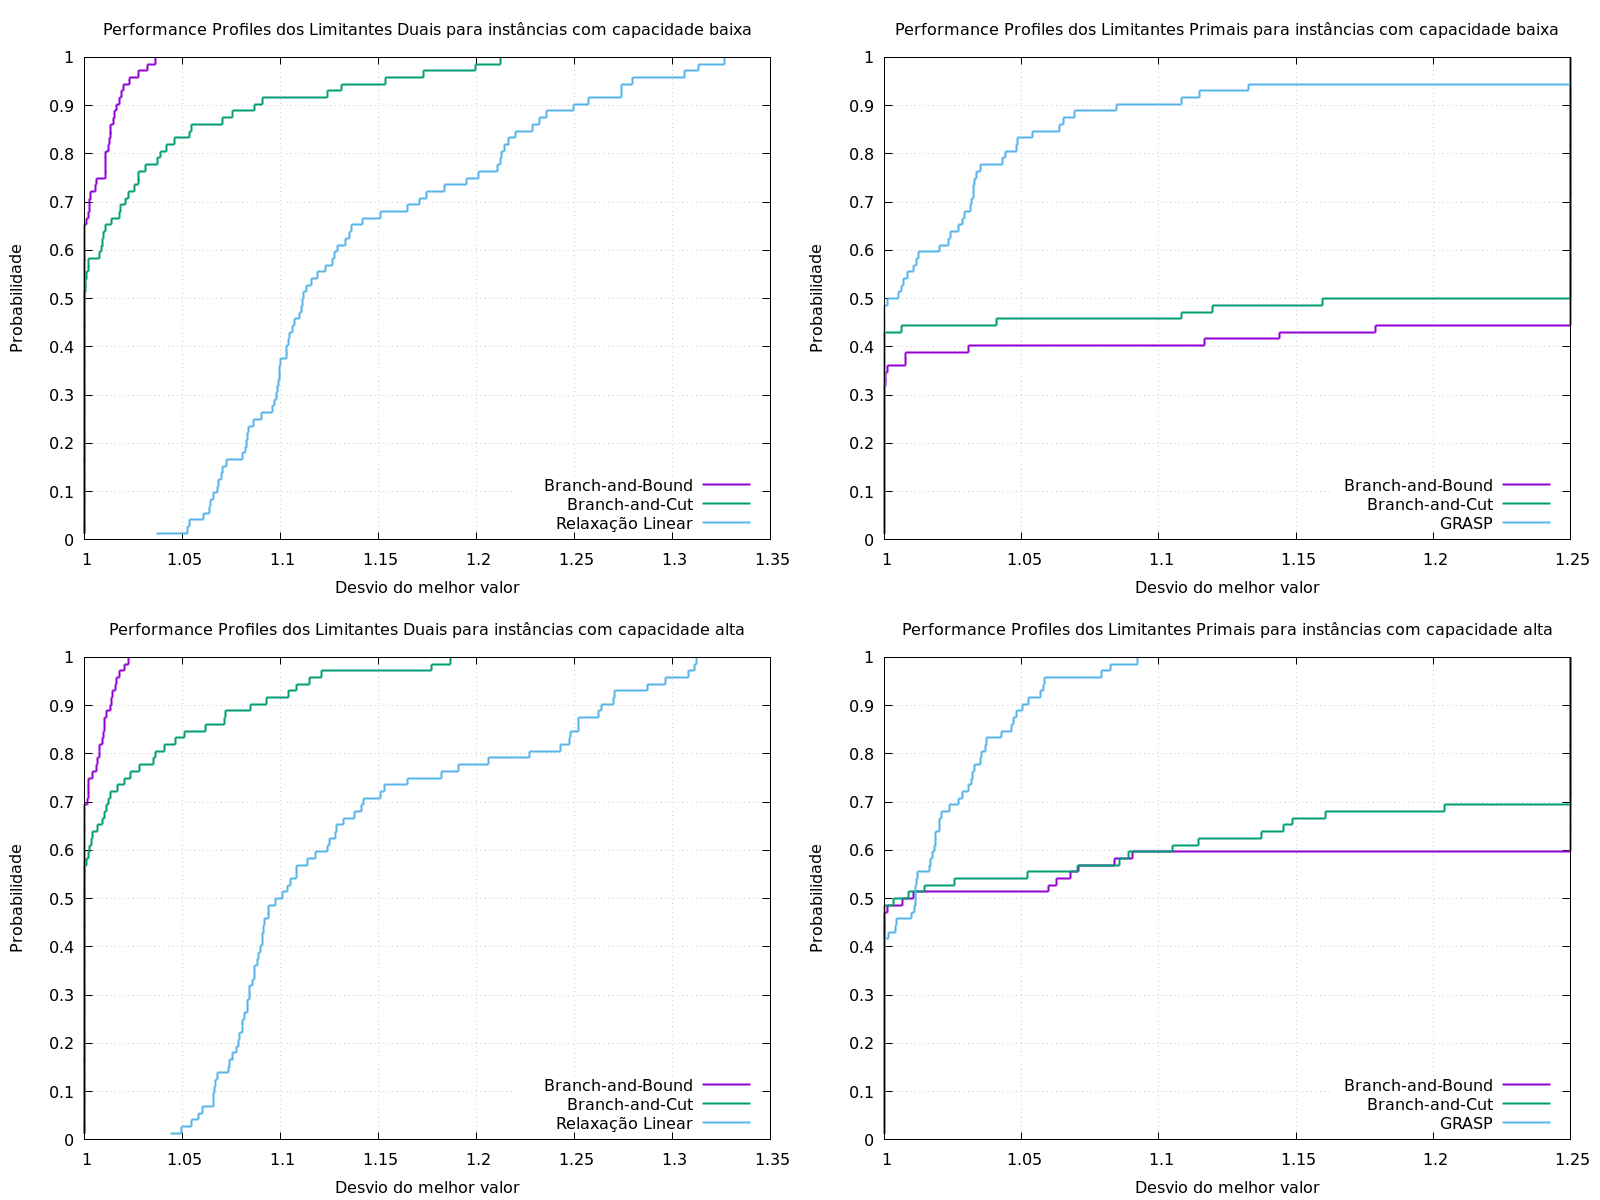 Performance Profiles dos Limitantes Duais para instâncias com capacidade baixa
1
0.9
0.8
0.7
0.6
0.5
0.4
0.3
0.2
0.1
0
Probabilidade
Branch-and-Bound
Branch-and-Cut
Relaxação Linear
1 1.05 1.1 1.15 1.2 1.25 1.3 1.35
Desvio do melhor valor
Performance Profiles dos Limitantes Primais para instâncias com capacidade baixa
1
0.9
0.8
0.7
0.6
0.5
0.4
0.3
0.2
0.1
0
Probabilidade
Branch-and-Bound
Branch-and-Cut
GRASP
1 1.05 1.1 1.15 1.2 1.25
Desvio do melhor valor
Performance Profiles dos Limitantes Duais para instâncias com capacidade alta
1
0.9
0.8
0.7
0.6
0.5
0.4
0.3
0.2
0.1
0
Probabilidade
Branch-and-Bound
Branch-and-Cut
Relaxação Linear
1 1.05 1.1 1.15 1.2 1.25 1.3 1.35
Desvio do melhor valor
Performance Profiles dos Limitantes Primais para instâncias com capacidade alta
1
0.9
0.8
0.7
0.6
0.5
0.4
0.3
0.2
0.1
0
Probabilidade
Branch-and-Bound
Branch-and-Cut
GRASP
1 1.05 1.1 1.15 1.2 1.25
Desvio do melhor valor